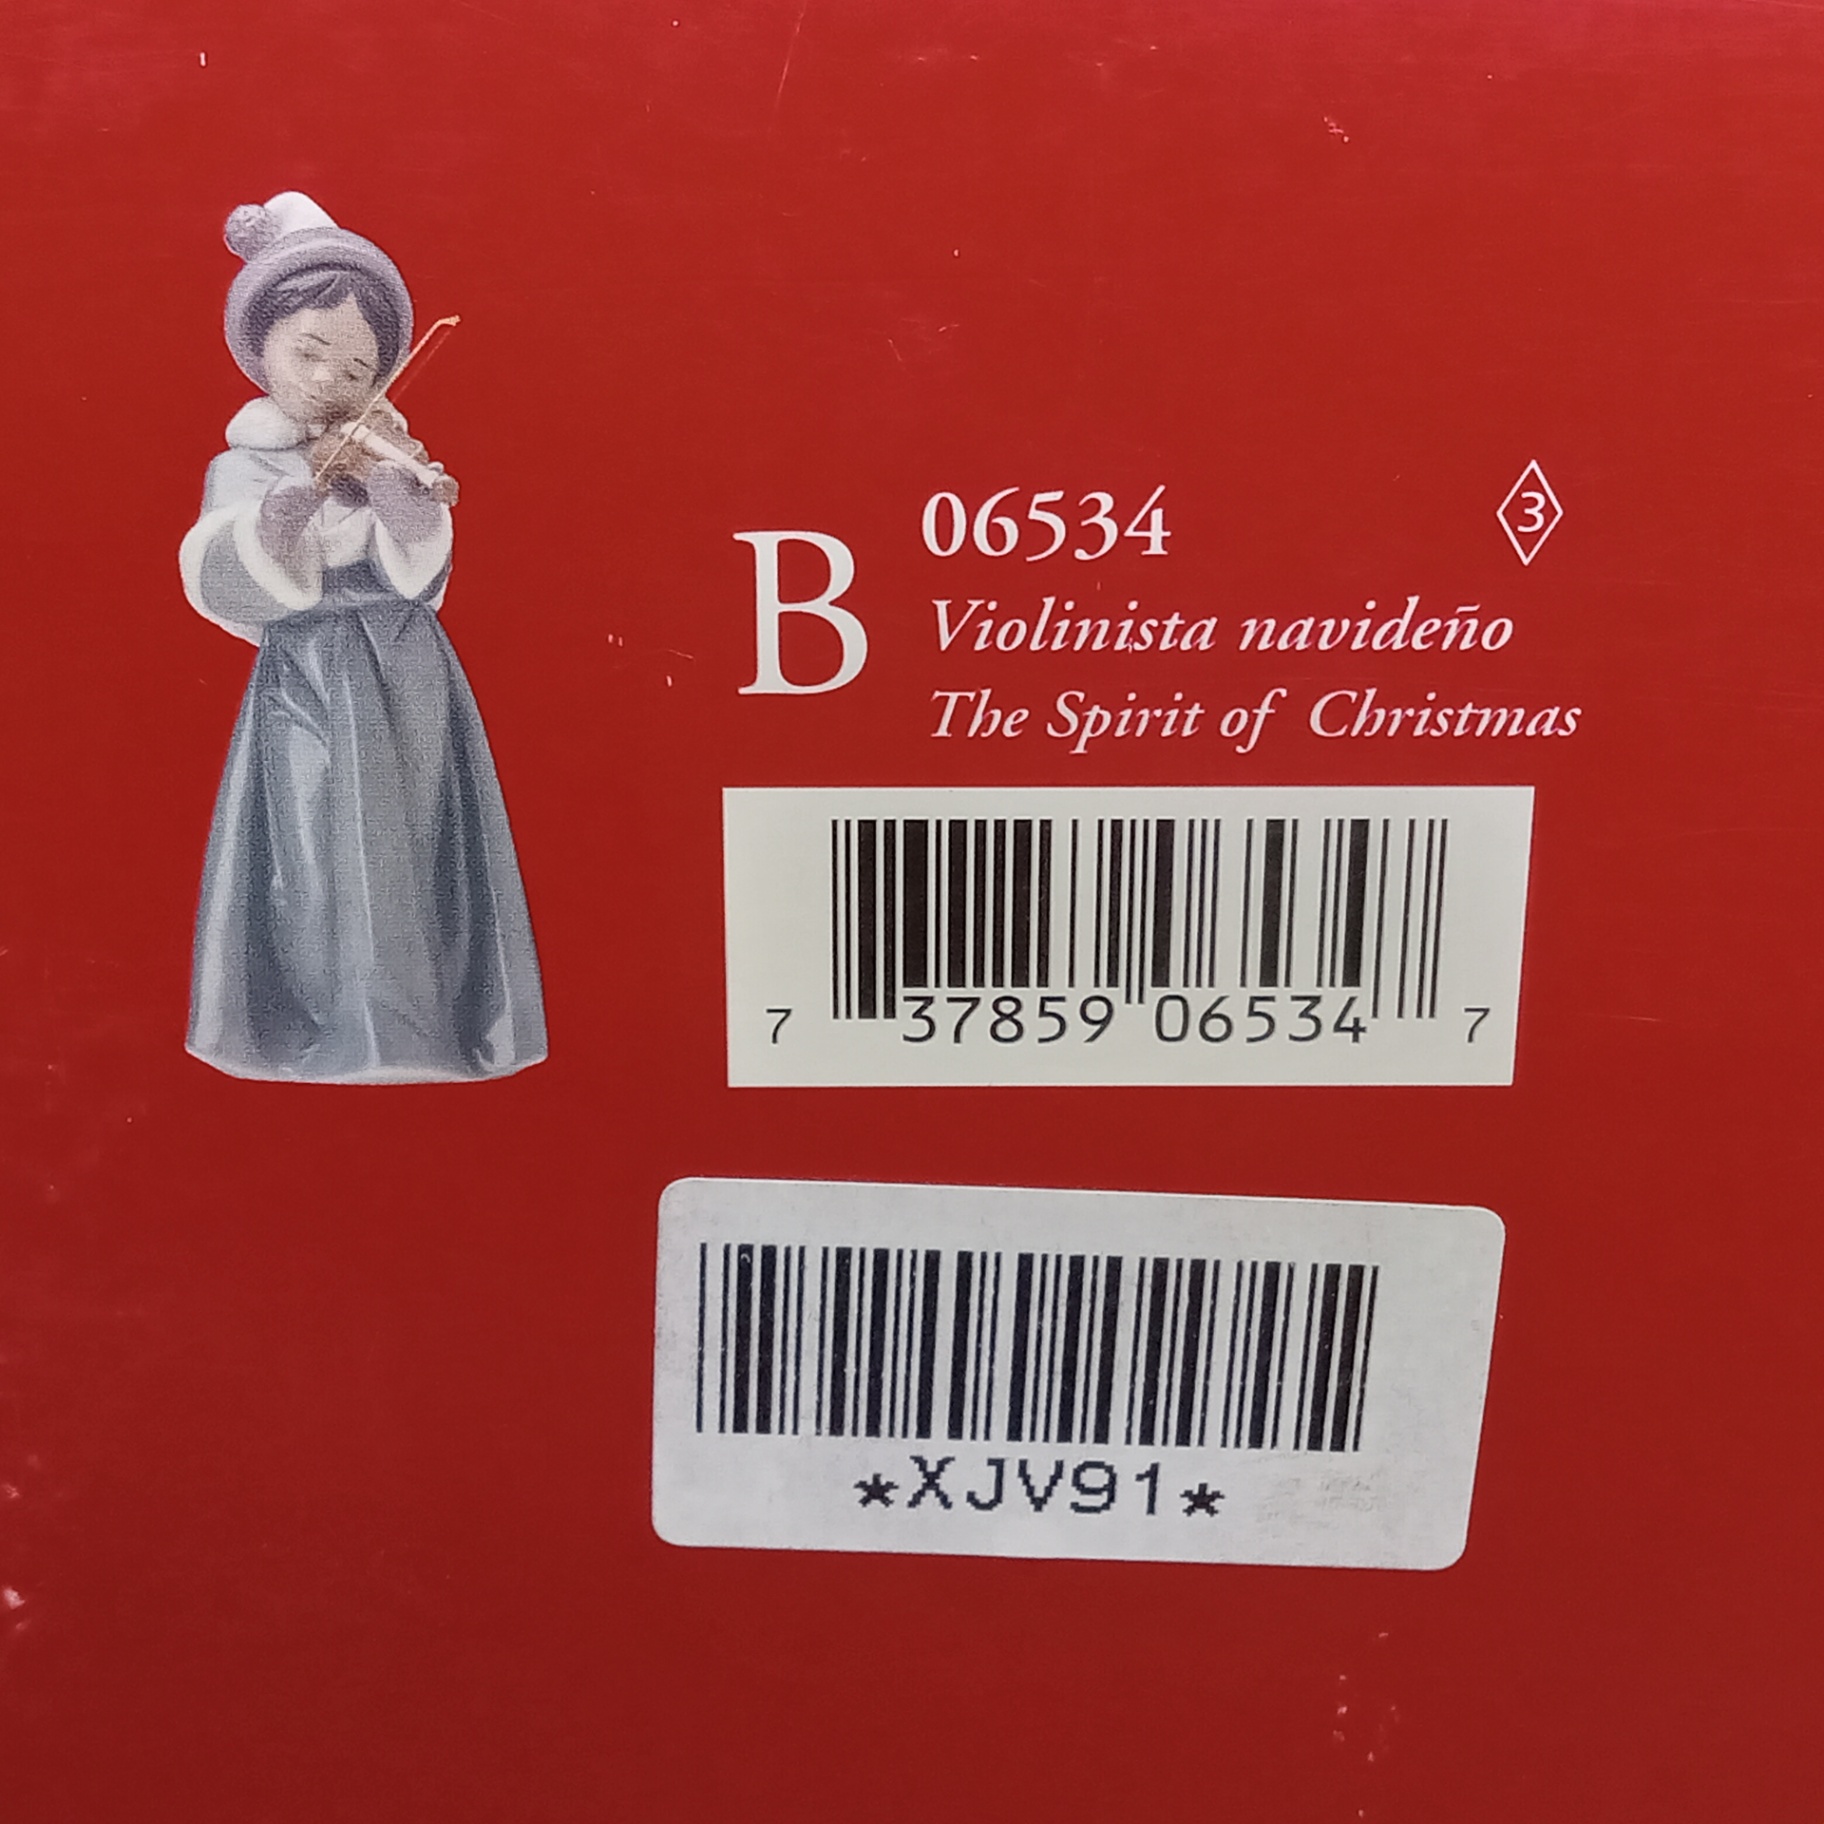 B
06534
3
Violinista navideño
The Spirit of Christmas
7 37859 06534 7
*XJV91*